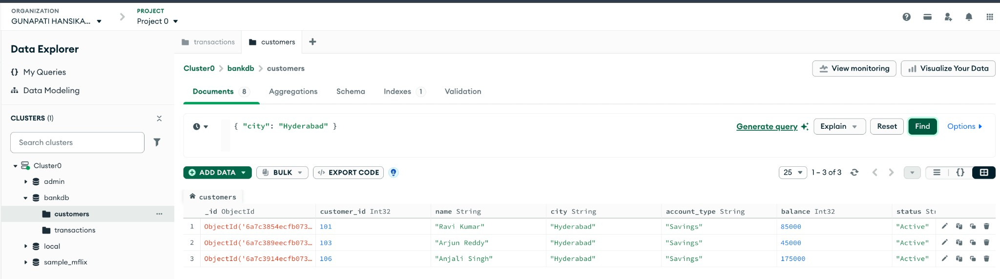 ORGANIZATION
GUNAPATI HANSIKA...
PROJECT
Project 0
Data Explorer
{} My Queries
Data Modeling
CLUSTERS (1)
Search clusters
Cluster0
admin
bankdb
customers ...
transactions
local
sample_mflix
transactions
customers +
Cluster0 > bankdb > customers
View monitoring
Visualize Your Data
Documents 8 Aggregations Schema Indexes 1 Validation
{ "city": "Hyderabad" }
Generate query Explain Reset Find Options
ADD DATA BULK </> EXPORT CODE
25 1 – 3 of 3 {}
customers
_id ObjectId customer_id Int32 name String city String account_type String balance Int32 status Str
1 ObjectId('6a7c3854ecfb073… 101 "Ravi Kumar" "Hyderabad" "Savings" 85000 "Active"
2 ObjectId('6a7c389eecfb073… 103 "Arjun Reddy" "Hyderabad" "Savings" 45000 "Active"
3 ObjectId('6a7c3914ecfb073… 106 "Anjali Singh" "Hyderabad" "Savings" 175000 "Active"